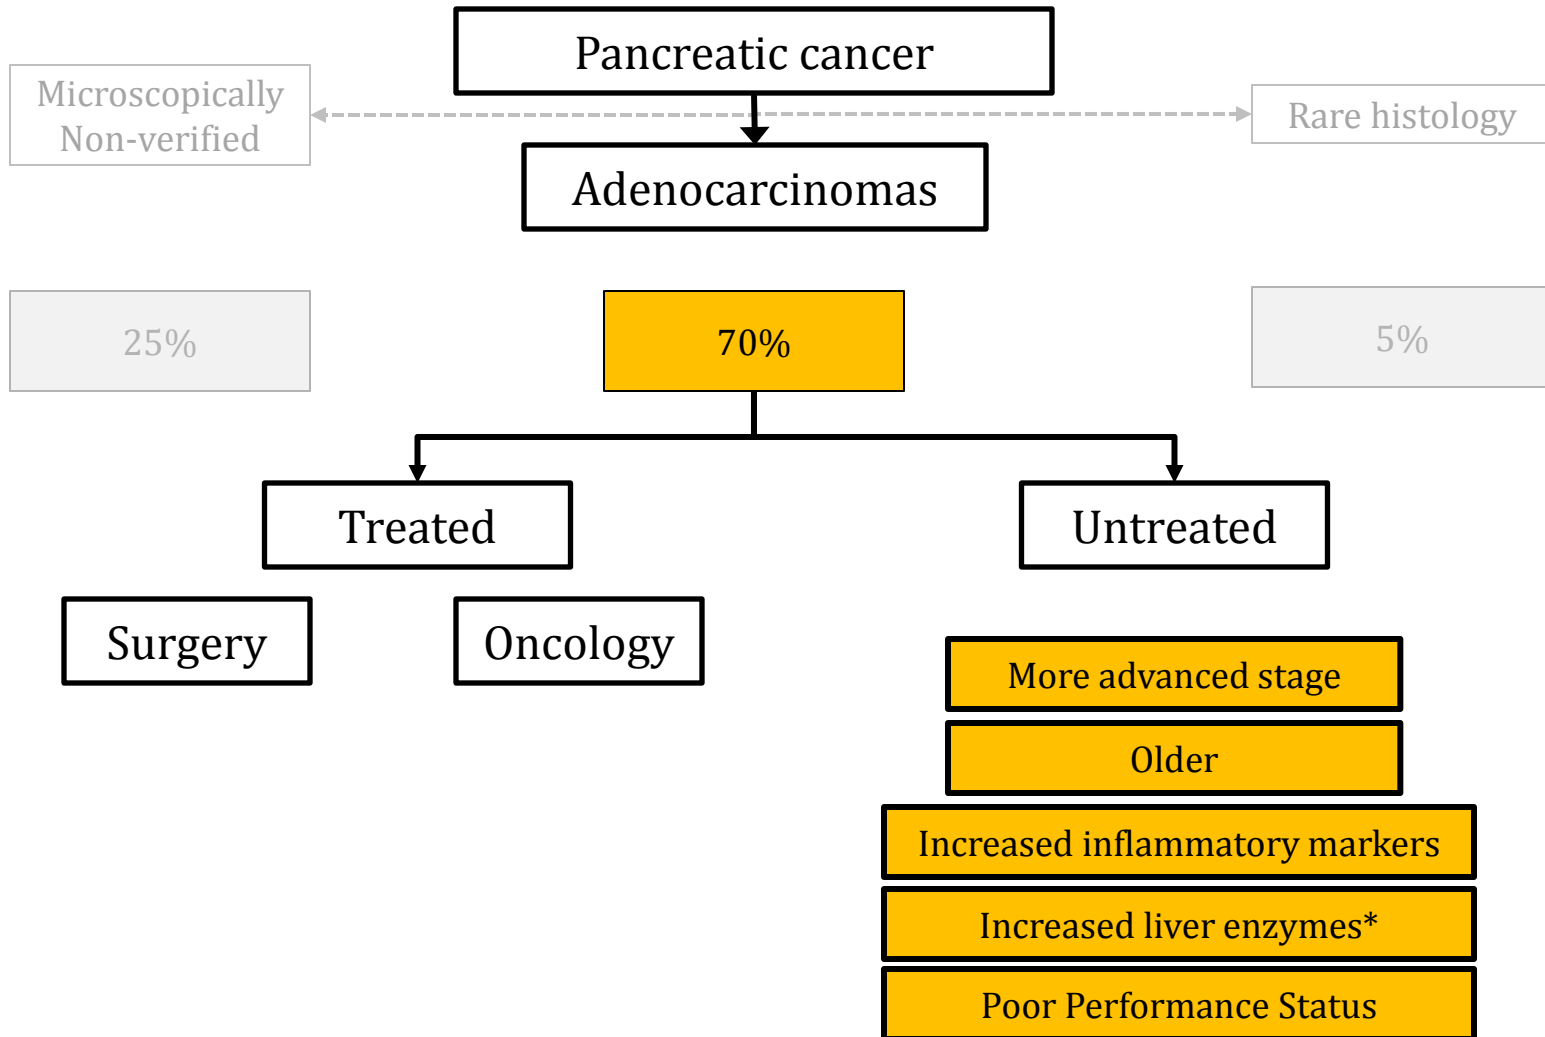 Pancreatic cancer
Microscopically
Non-verified
Rare histology
Adenocarcinomas
25%
70%
5%
Treated
Untreated
Surgery
Oncology
More advanced stage
Older
Increased inflammatory markers
Increased liver enzymes*
Poor Performance Status